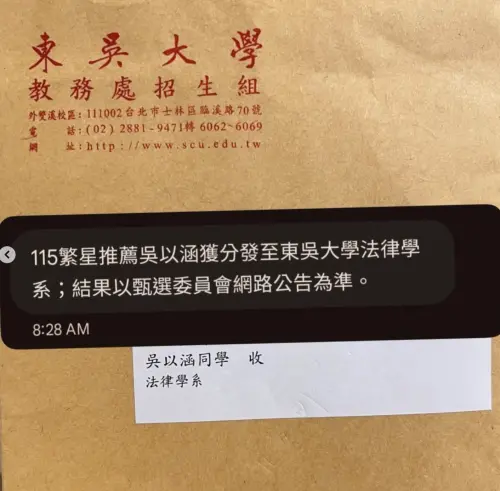 東吳大學
教務處招生組
外雙溪校區：111002台北市士林區臨溪路70號
電話：(02) 2881-9471轉 6062~6069
網址：http://www.scu.edu.tw
115繁星推薦吳以涵獲分發至東吳大學法律學
系；結果以甄選委員會網路公告為準。
8:28 AM
吳以涵同學 收
法律學系